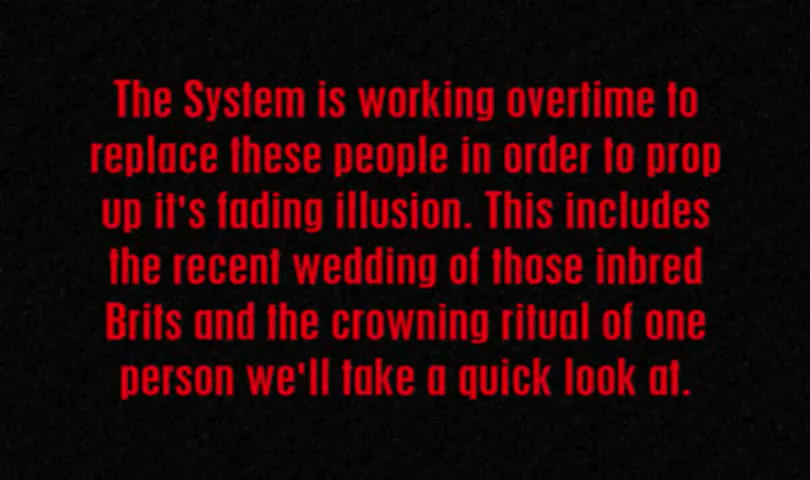 The System is working overtime to
replace these people in order to prop
up it's fading illusion. This includes
the recent wedding of those inbred
Brits and the crowning ritual of one
person we'll take a quick look at.